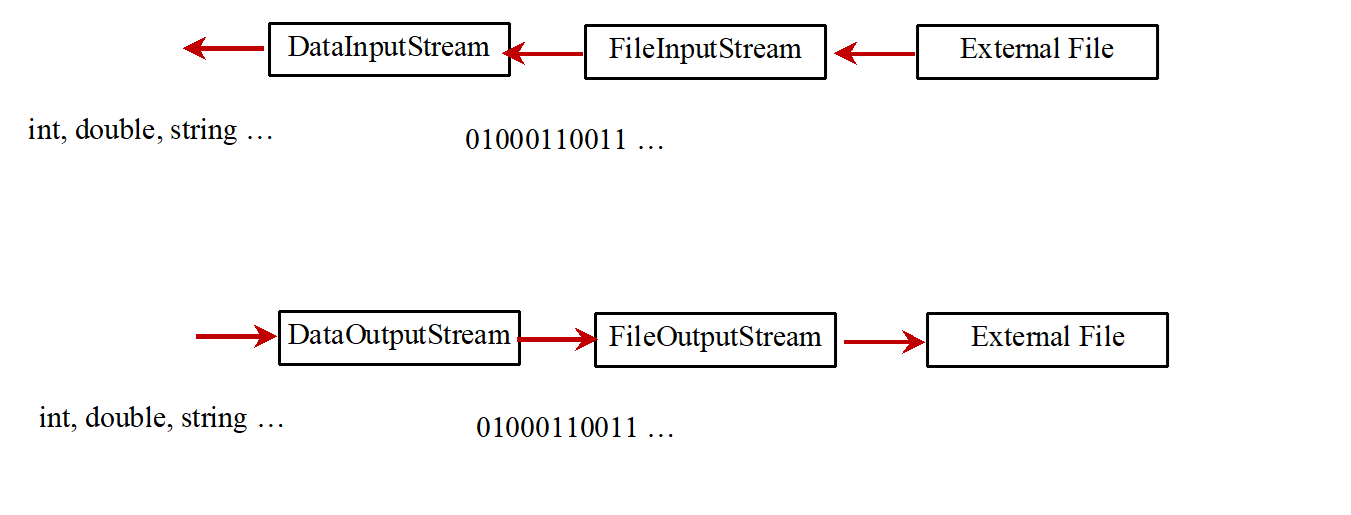 DataInputStream
FileInputStream
External File
int, double, string …
01000110011 …
DataOutputStream
FileOutputStream
External File
int, double, string …
01000110011 …